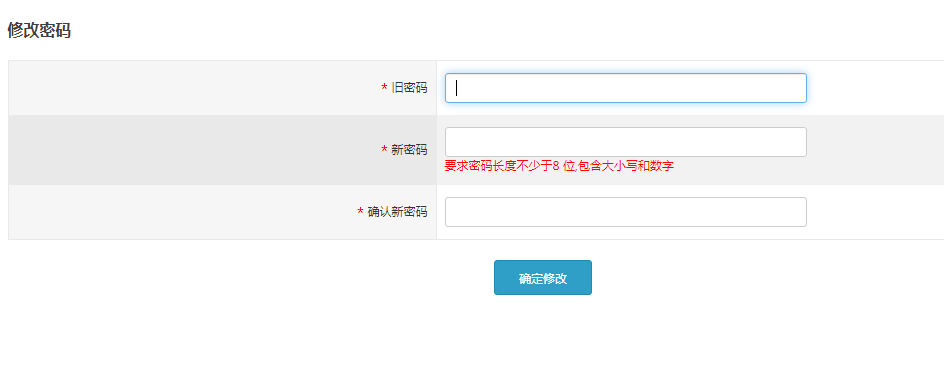 修改密码
* 旧密码
* 新密码
要求密码长度不少于8 位,包含大小写和数字
* 确认新密码
确定修改